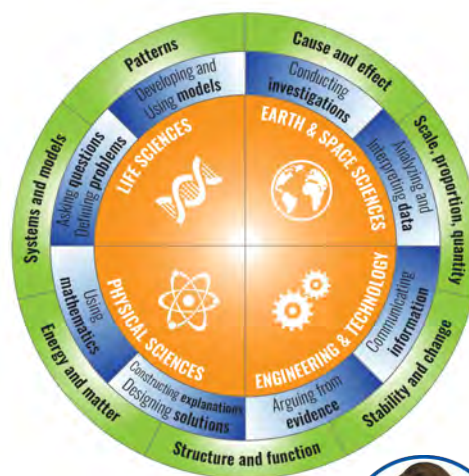 Patterns
Cause and effect
Scale, proportion, quantity
Stability and change
Structure and function
Energy and matter
Systems and models
Developing and
Using models
Conducting
investigations
Analyzing and
Interpreting data
Communicating
information
Arguing from
evidence
Constructing explanations
Designing solutions
Using
mathematics
Asking questions
Defining problems
LIFE SCIENCES
EARTH & SPACE SCIENCES
ENGINEERING & TECHNOLOGY
PHYSICAL SCIENCES